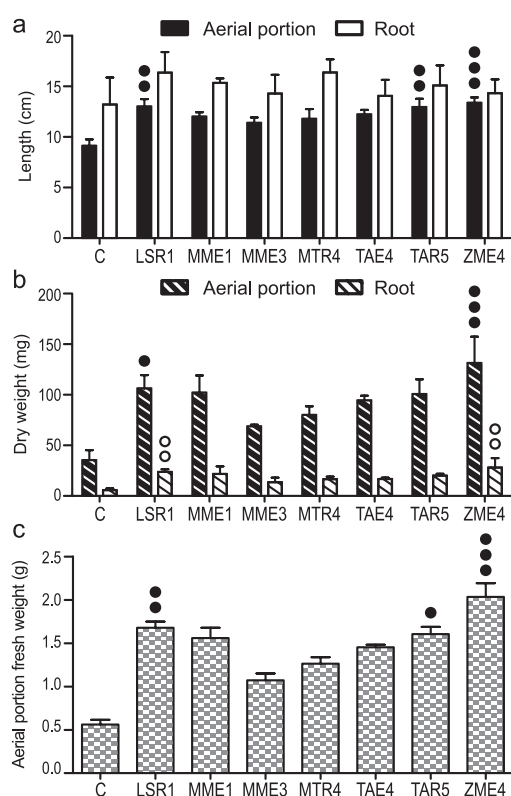 a
Aerial portion Root
Length (cm)
20
15
10
5
0
C LSR1 MME1 MME3 MTR4 TAE4 TAR5 ZME4
b
Aerial portion Root
Dry weight (mg)
200
150
100
50
0
C LSR1 MME1 MME3 MTR4 TAE4 TAR5 ZME4
c
Aerial portion fresh weight (g)
2.5
2.0
1.5
1.0
0.5
0.0
C LSR1 MME1 MME3 MTR4 TAE4 TAR5 ZME4